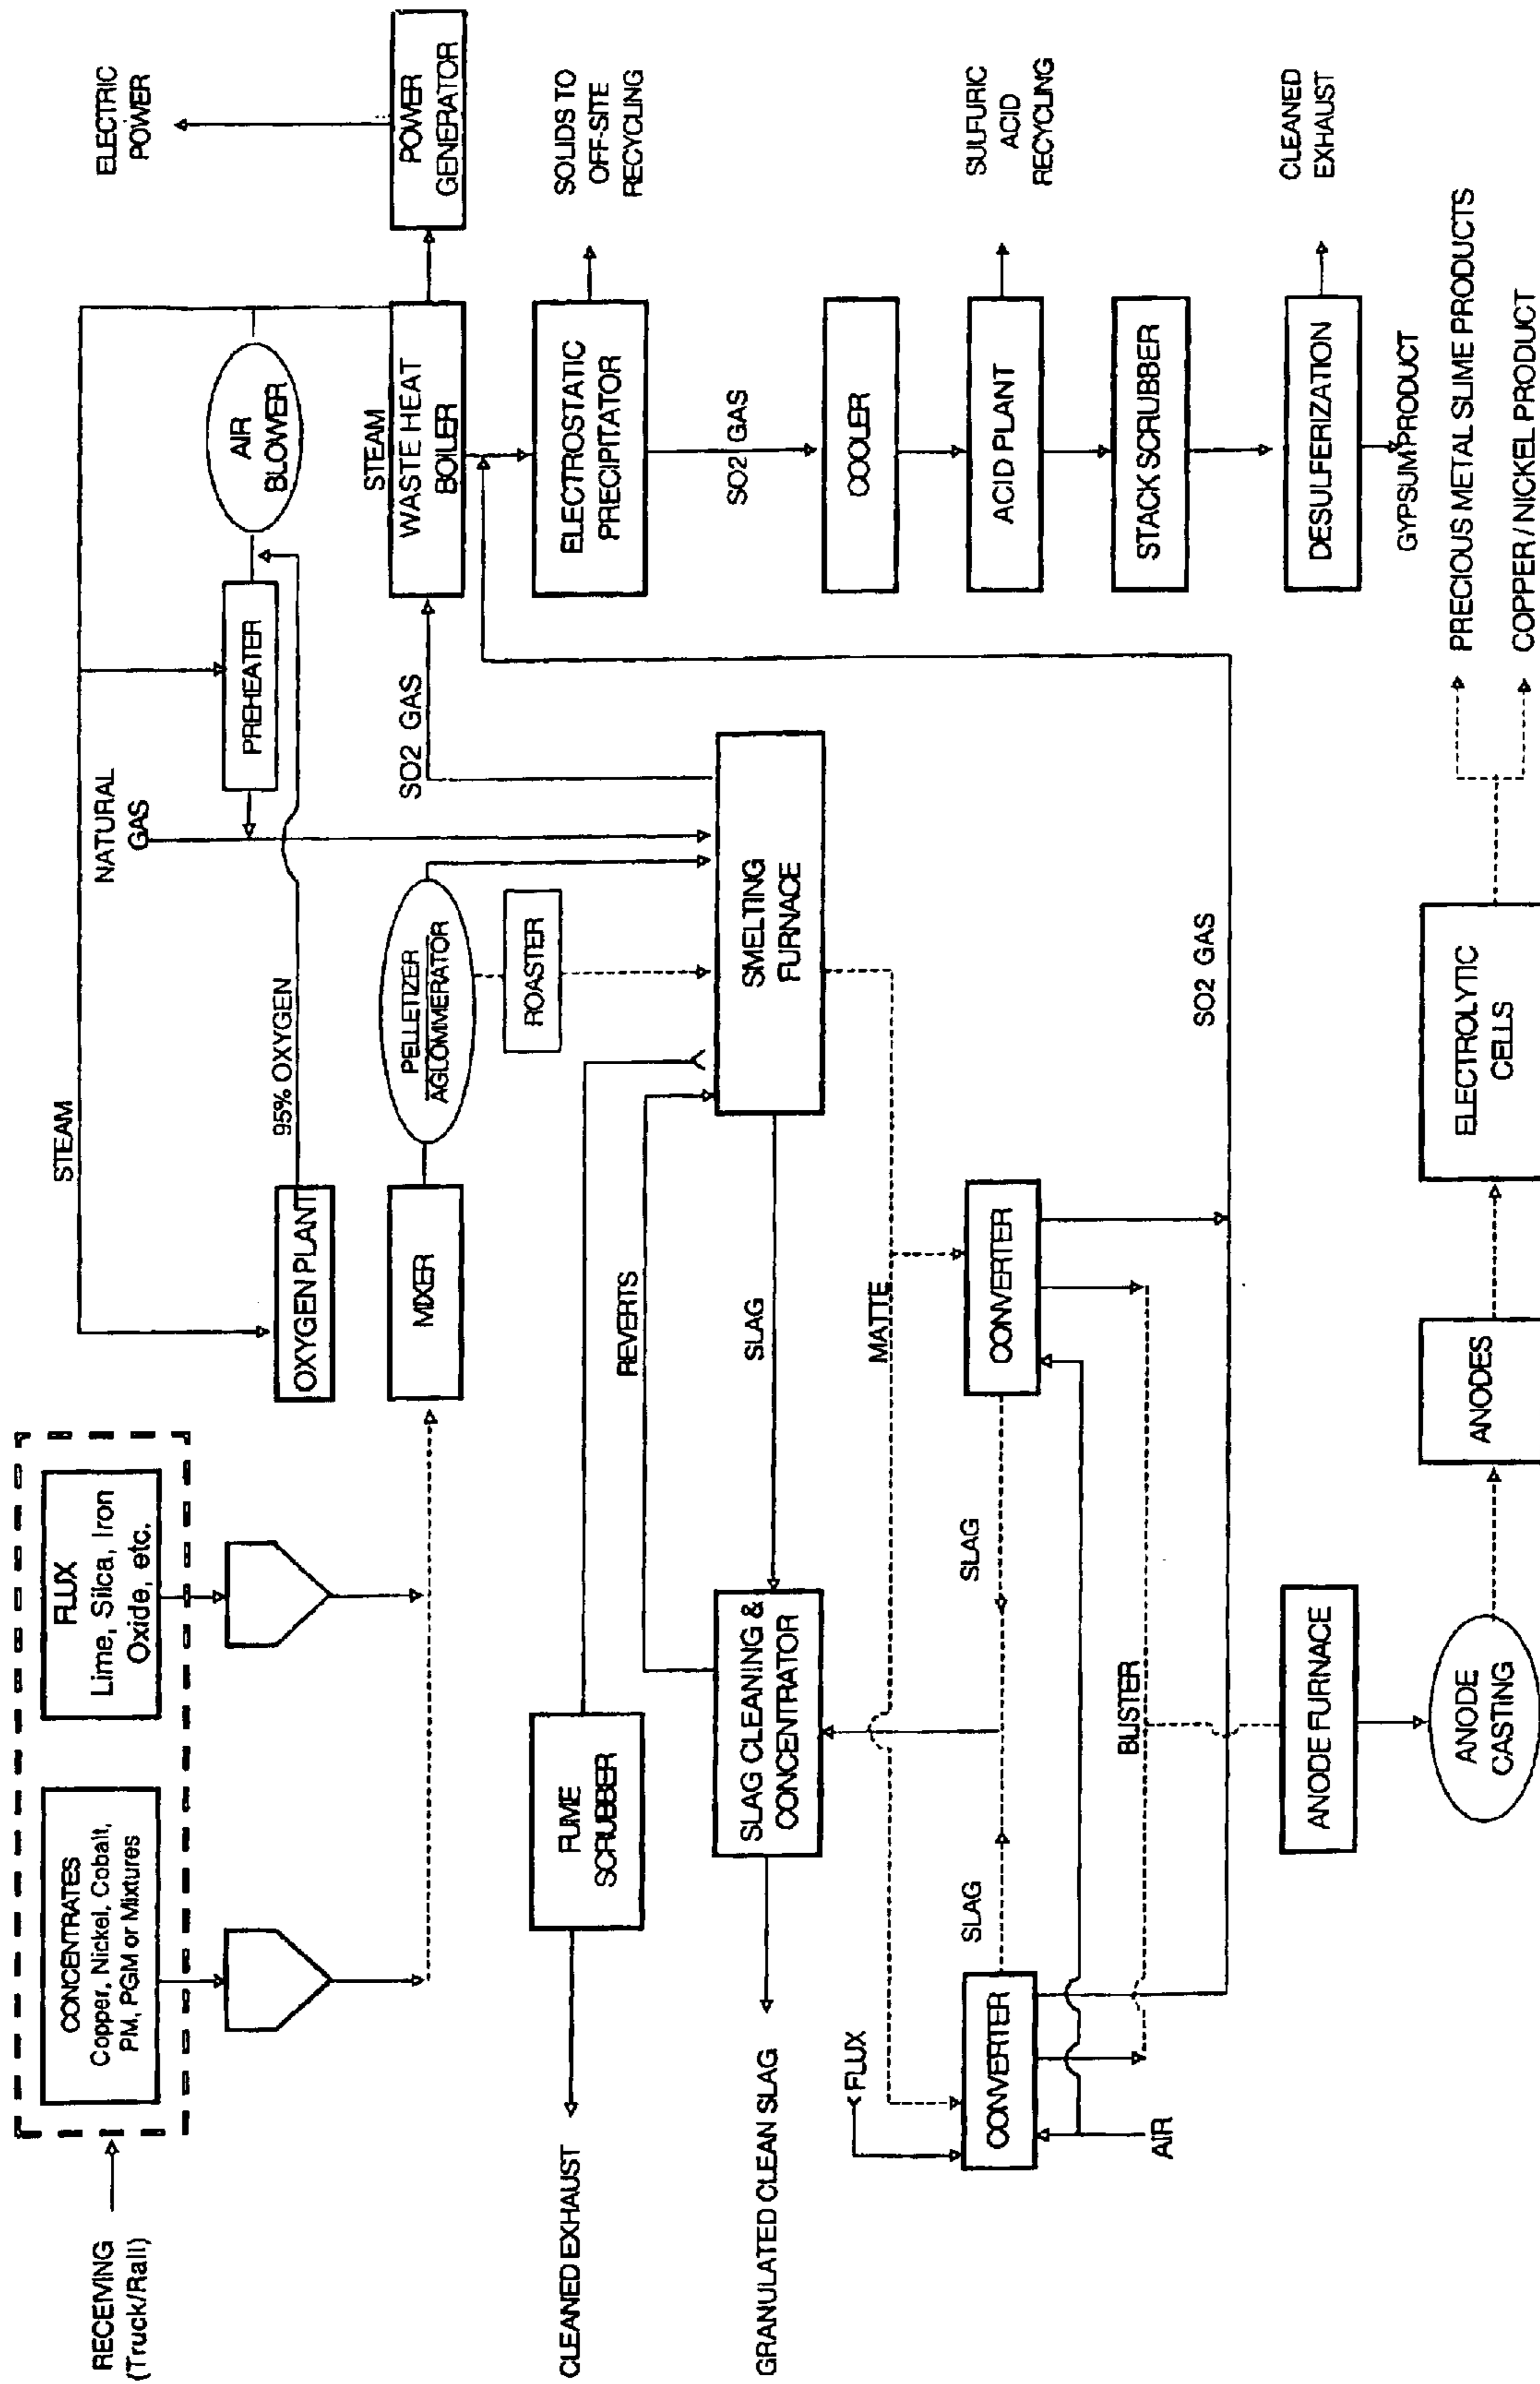 RECEIVING
(Truck/Rail)
CONCENTRATES
Copper, Nickel, Cobalt,
PM, PGM or Mixtures
FLUX
Lime, Silca, Iron
Oxide, etc.
STEAM
NATURAL
GAS
ELECTRIC
POWER
OXYGEN PLANT
95% OXYGEN
PREHEATER
AIR
BLOWER
MIXER
PELLETIZER
AGLOMMERATOR
ROASTER
SO2 GAS
STEAM
WASTE HEAT
BOILER
POWER
GENERATOR
CLEANED EXHAUST
FUME
SCRUBBER
REVERTS
ELECTROSTATIC
PRECIPITATOR
SOLIDS TO
OFF-SITE
RECYCLING
GRANULATED CLEAN SLAG
SLAG CLEANING &
CONCENTRATOR
SLAG
SMELTING
FURNACE
SO2 GAS
COOLER
FLUX
MATTE
CONVERTER
SLAG
SLAG
CONVERTER
ACID PLANT
SULFURIC
ACID
RECYCLING
AIR
BLISTER
STACK SCRUBBER
SO2 GAS
ANODE FURNACE
DESULFERIZATION
CLEANED
EXHAUST
GYPSUM PRODUCT
ANODE
CASTING
ANODES
ELECTROLYTIC
CELLS
PRECIOUS METAL SLIME PRODUCTS
COPPER / NICKEL PRODUCT